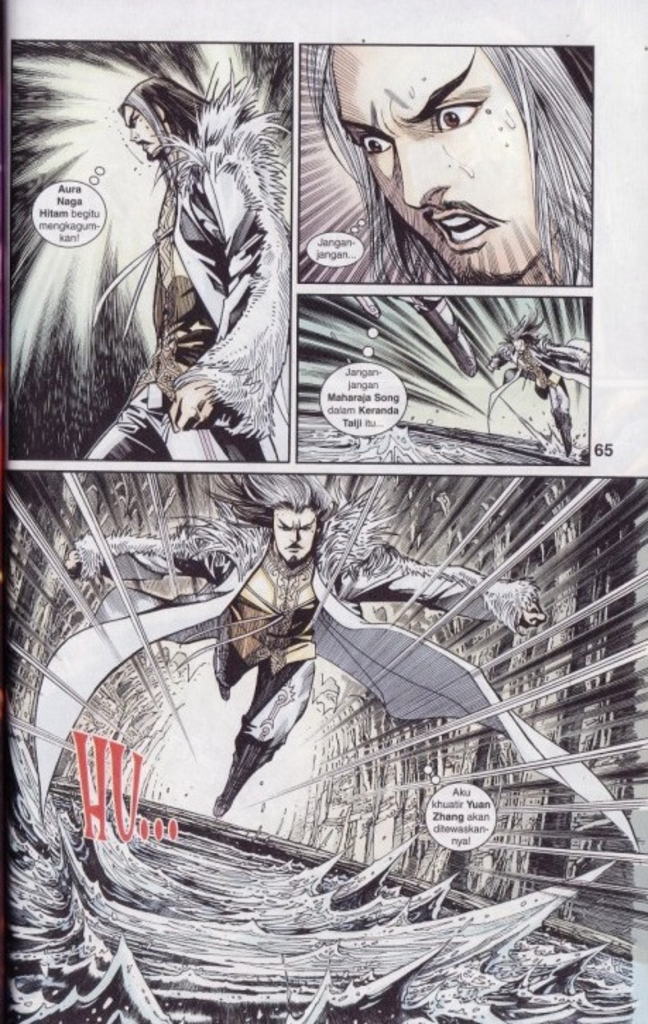 Aura
Naga
Hitam begitu
mengkagum-
kan!
Jangan-
jangan...
Jangan-
jangan
Maharaja Song
dalam Keranda
Taiji itu...
65
HU...
Aku
khuatir Yuan
Zhang akan
ditewaskan-
nya!